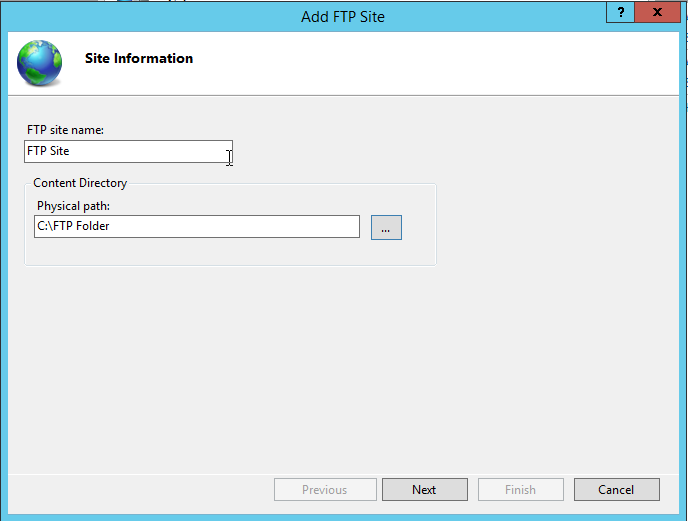 Add FTP Site
?
x
Site Information
FTP site name:
FTP Site
Content Directory
Physical path:
C:\FTP Folder
...
Previous
Next
Finish
Cancel